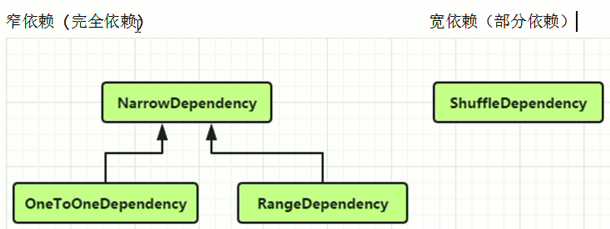 窄依赖（完全依赖） 宽依赖（部分依赖）
NarrowDependency ShuffleDependency
OneToOneDependency RangeDependency